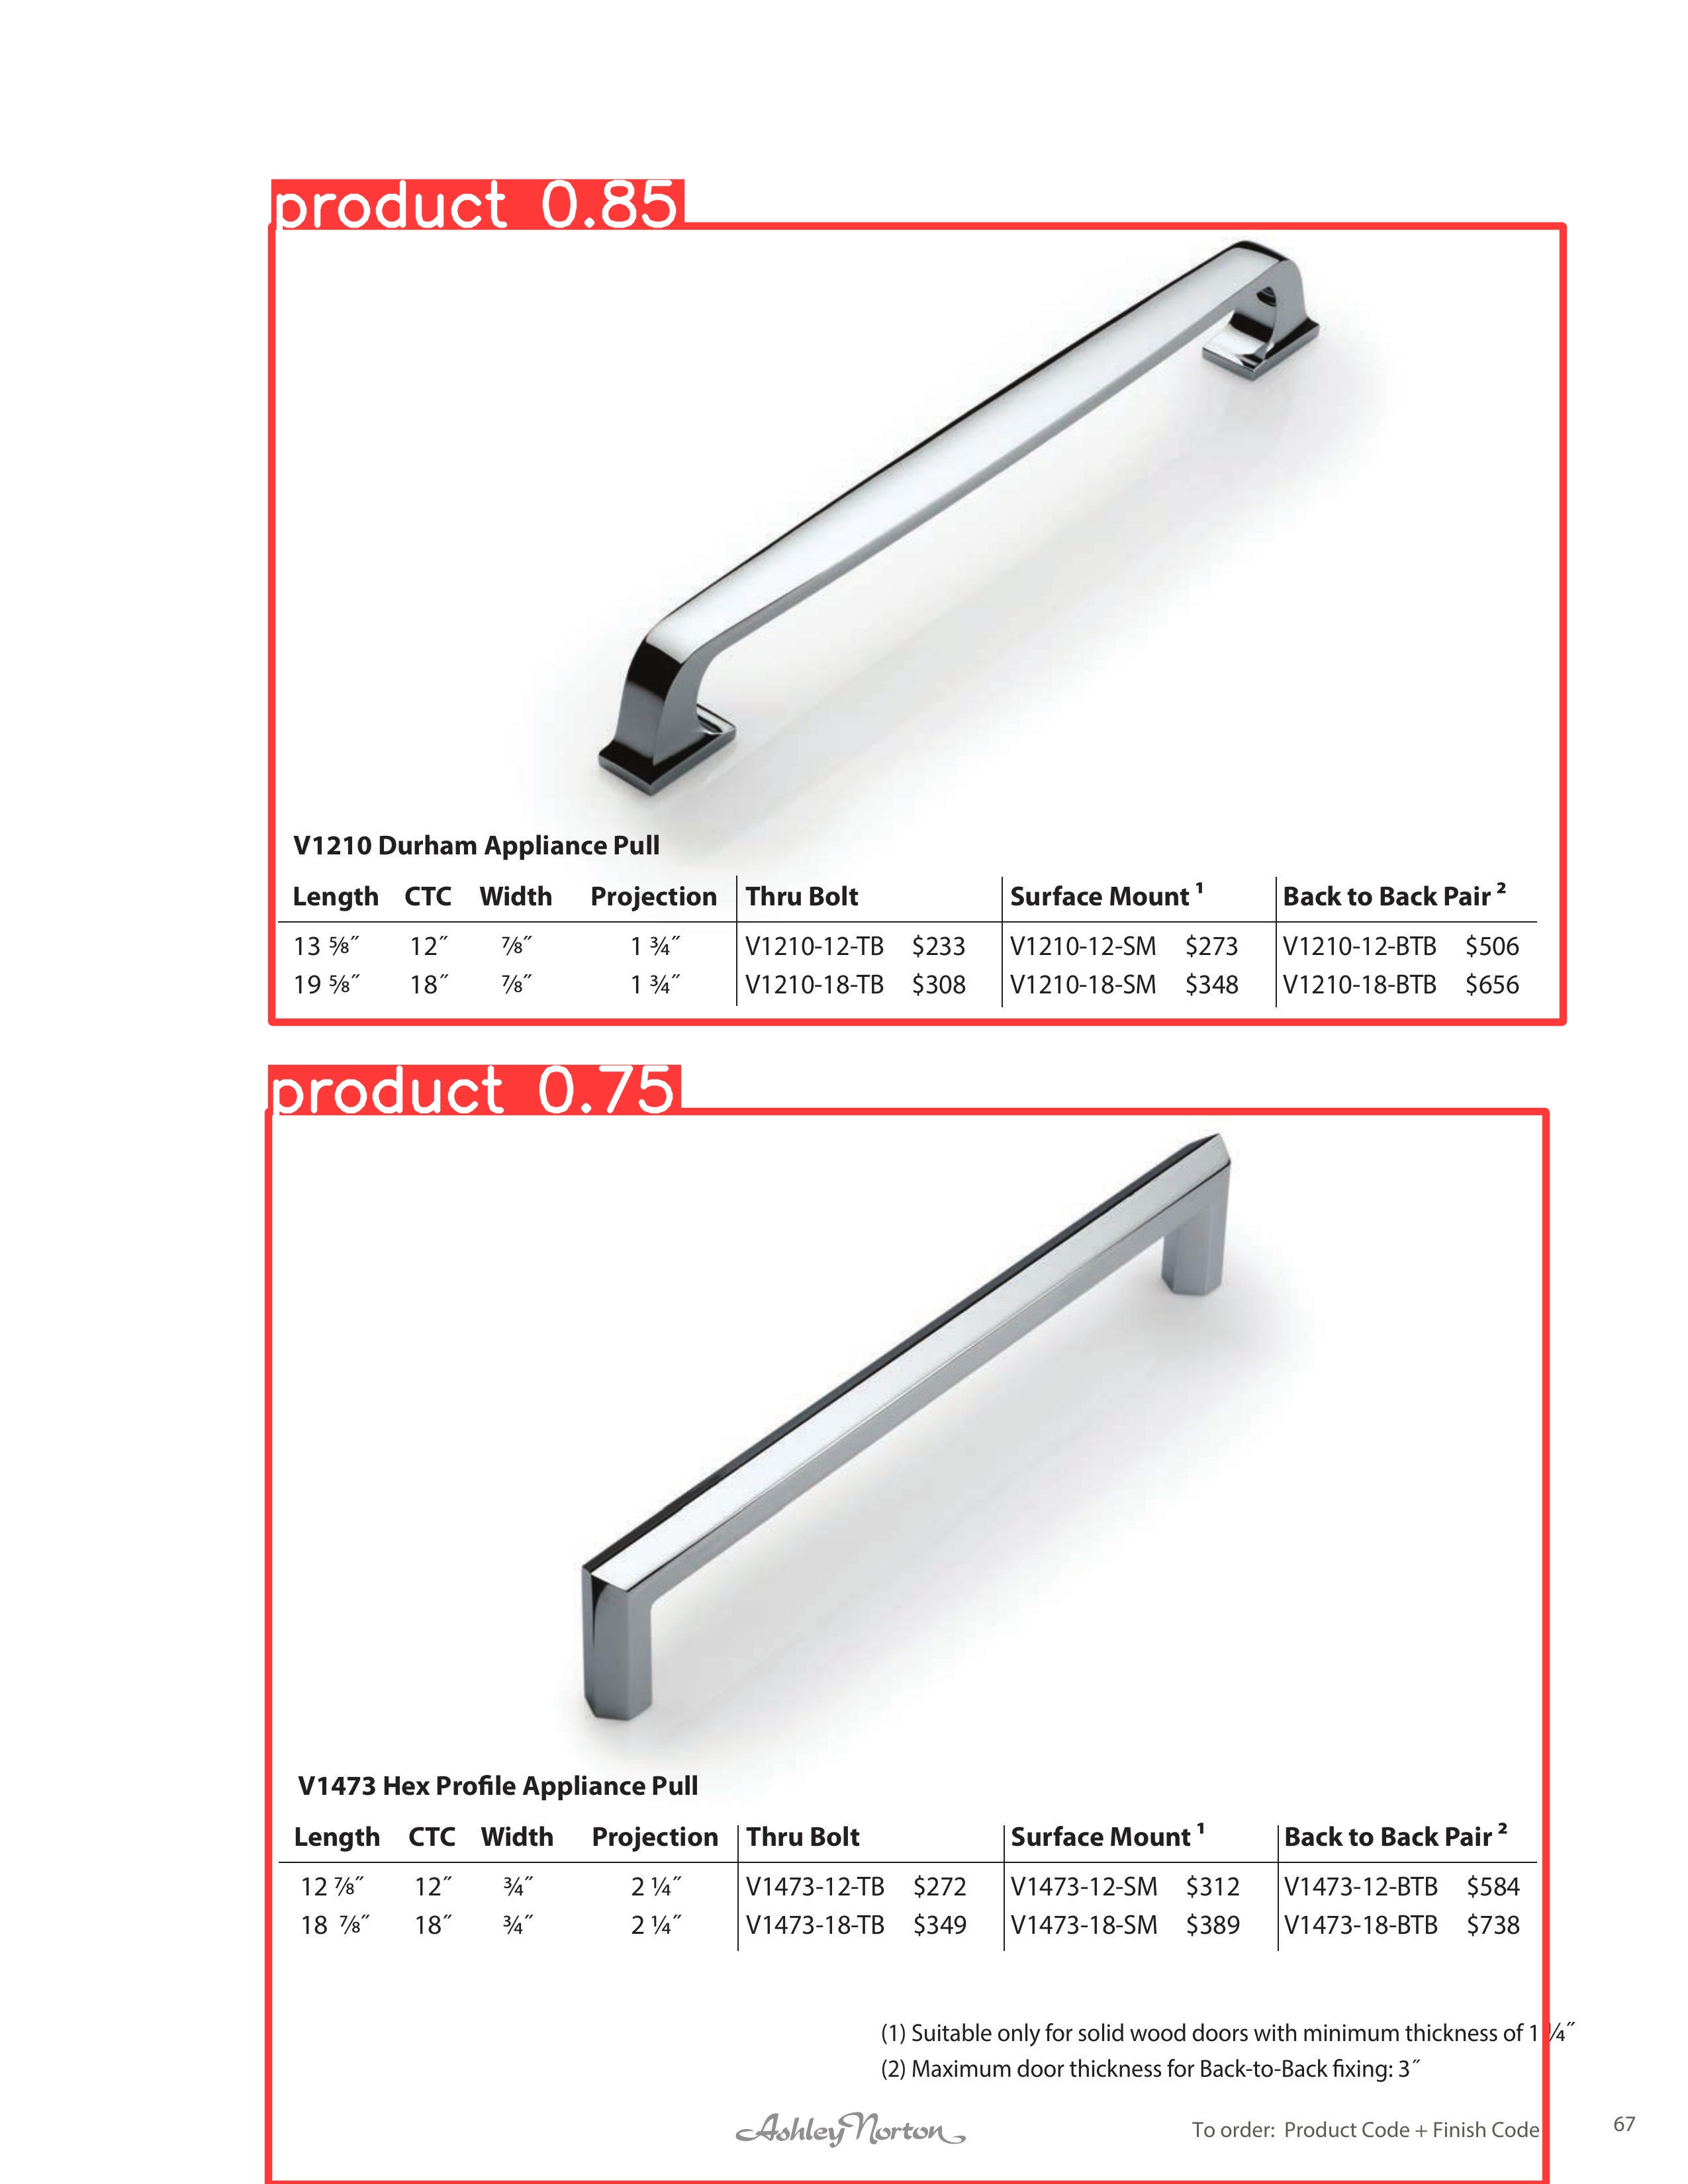 product 0.85
V1210 Durham Appliance Pull
Length CTC Width Projection Thru Bolt Surface Mount ¹ Back to Back Pair ²
13 ⅝″ 12″ ⅞″ 1 ¾″ V1210-12-TB $233 V1210-12-SM $273 V1210-12-BTB $506
19 ⅝″ 18″ ⅞″ 1 ¾″ V1210-18-TB $308 V1210-18-SM $348 V1210-18-BTB $656
product 0.75
V1473 Hex Profile Appliance Pull
Length CTC Width Projection Thru Bolt Surface Mount ¹ Back to Back Pair ²
12 ⅞″ 12″ ¾″ 2 ¼″ V1473-12-TB $272 V1473-12-SM $312 V1473-12-BTB $584
18 ⅞″ 18″ ¾″ 2 ¼″ V1473-18-TB $349 V1473-18-SM $389 V1473-18-BTB $738
(1) Suitable only for solid wood doors with minimum thickness of 1 ¼″
(2) Maximum door thickness for Back-to-Back fixing: 3″
Ashley Norton To order: Product Code + Finish Code 67